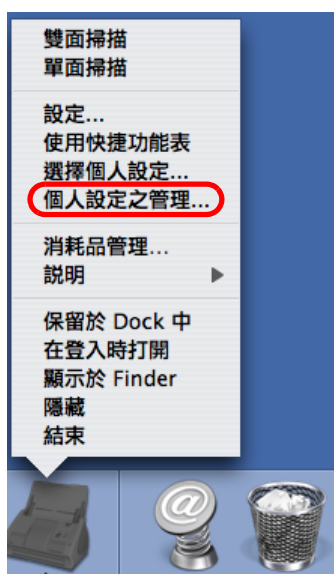 雙面掃描
單面掃描
設定...
使用快捷功能表
選擇個人設定...
個人設定之管理...
消耗品管理...
説明
保留於 Dock 中
在登入時打開
顯示於 Finder
隱藏
結束
@